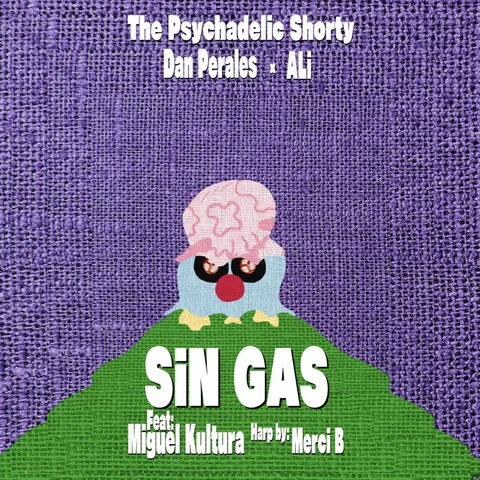 The Psychadelic Shorty
Dan Perales x ALi
SiN GAS
Feat:
Miguel Kultura Harp by: Merci B